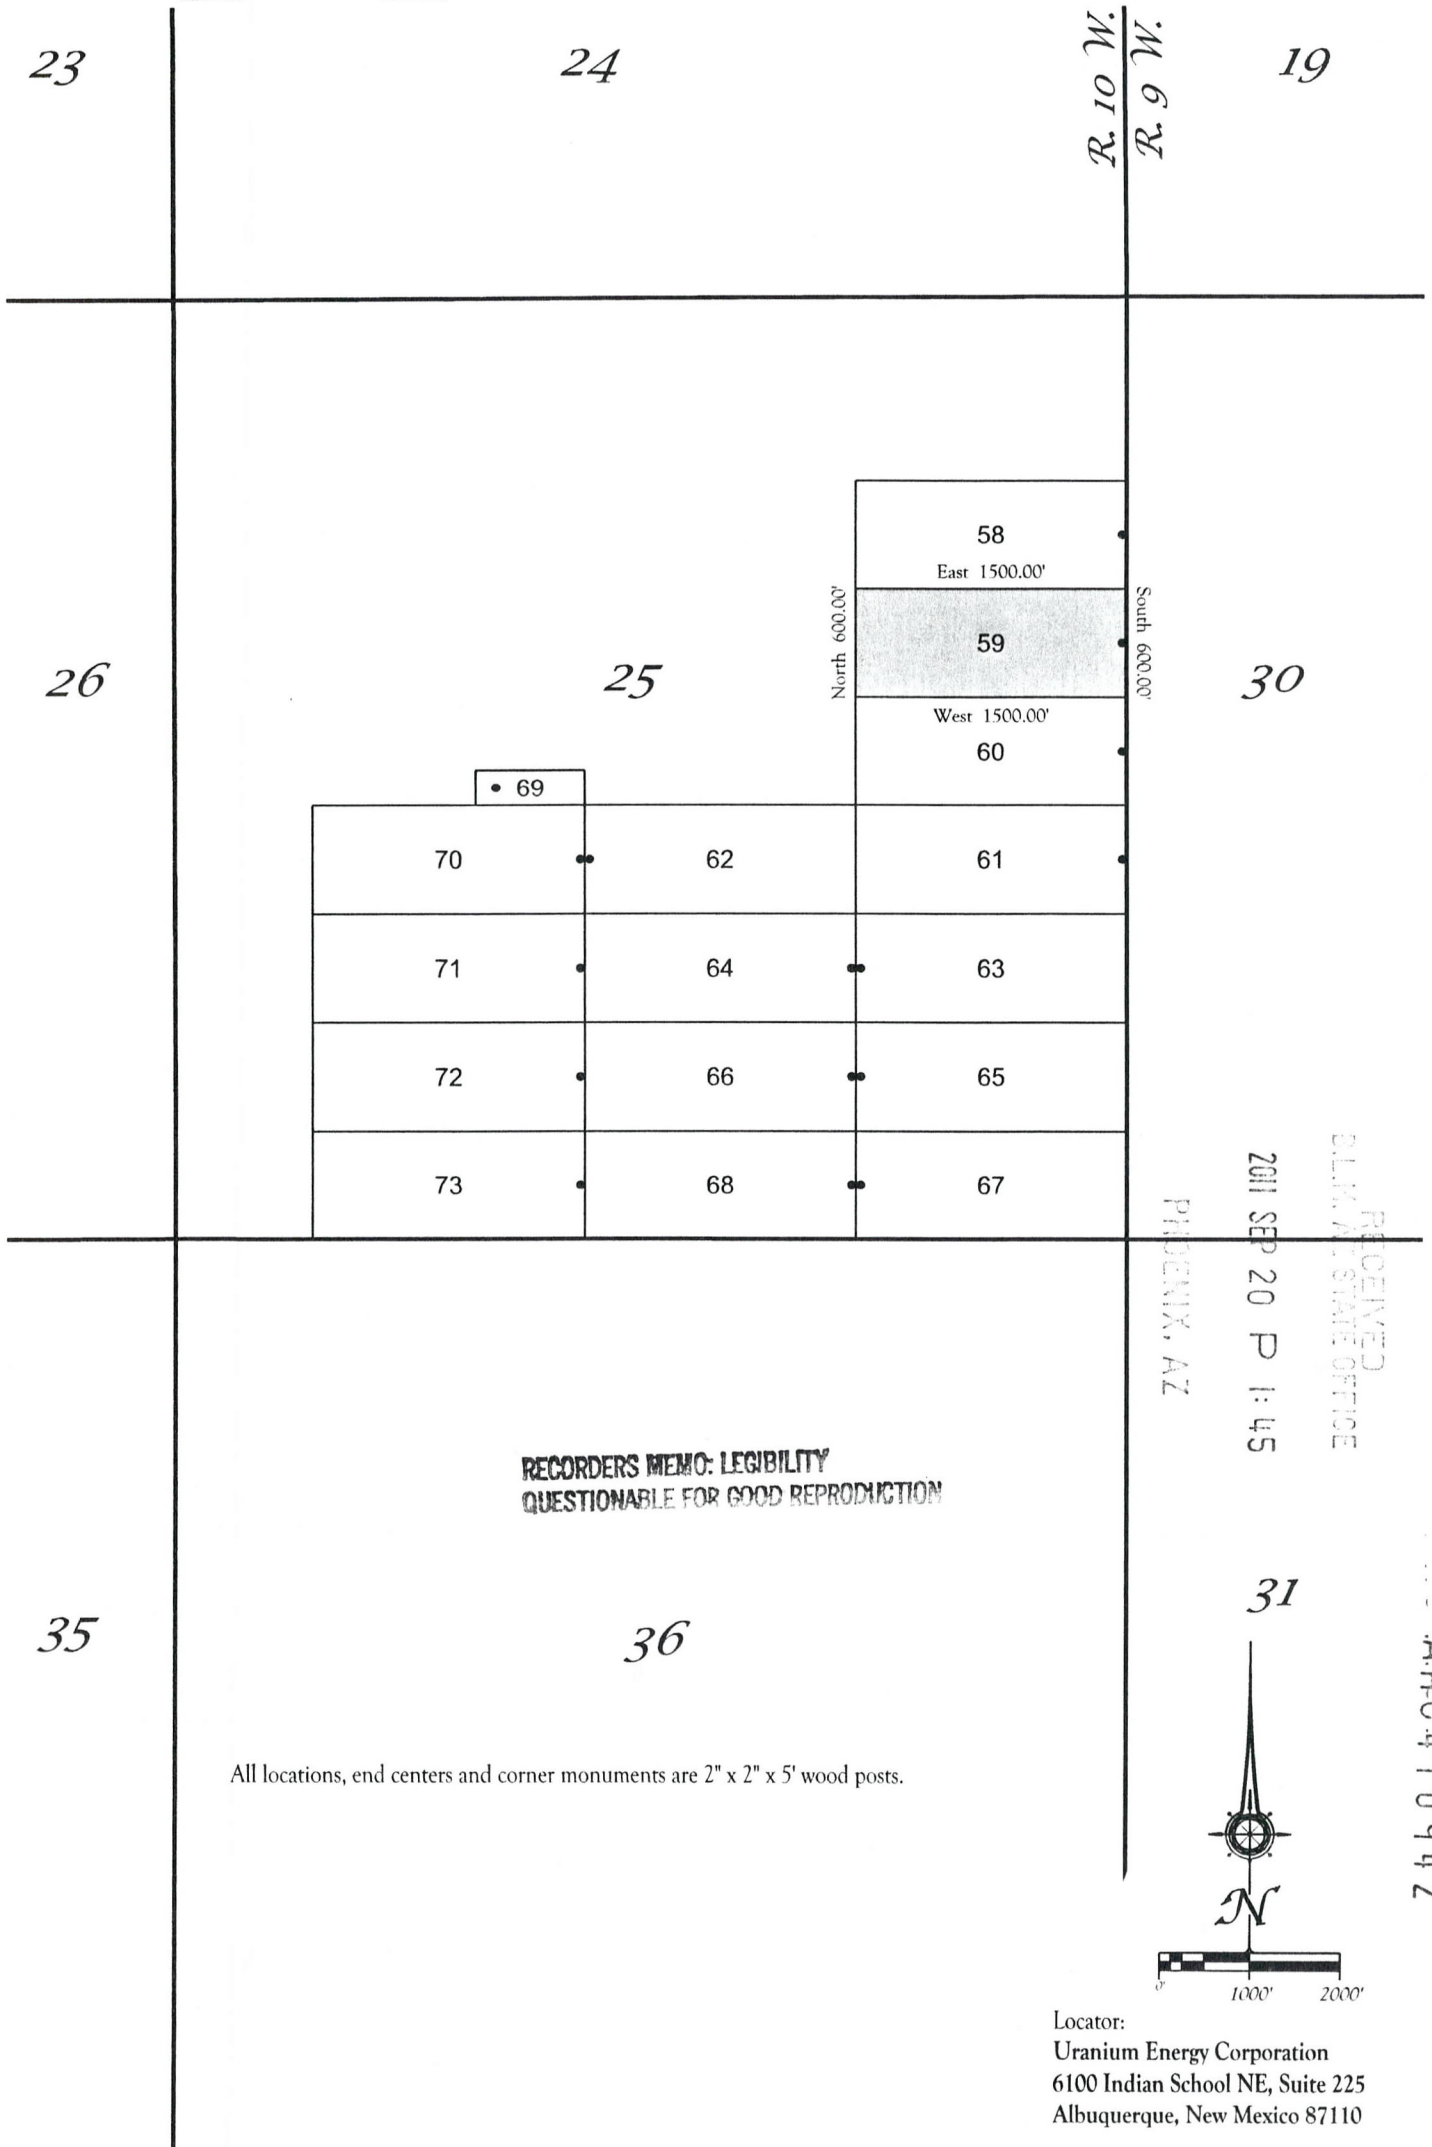 23
24
R. 10 W.
R. 9 W.
19
58
East 1500.00'
North 600.00'
59
South 600.00'
West 1500.00'
60
26
25
30
69
70
62
61
71
64
63
72
66
65
73
68
67
RECEIVED
B.L.M. AZ STATE OFFICE
2011 SEP 20 P 1:45
PHOENIX, AZ
RECORDERS MEMO: LEGIBILITY
QUESTIONABLE FOR GOOD REPRODUCTION
35
36
31
All locations, end centers and corner monuments are 2" x 2" x 5' wood posts.
N
0' 1000' 2000'
Locator:
Uranium Energy Corporation
6100 Indian School NE, Suite 225
Albuquerque, New Mexico 87110